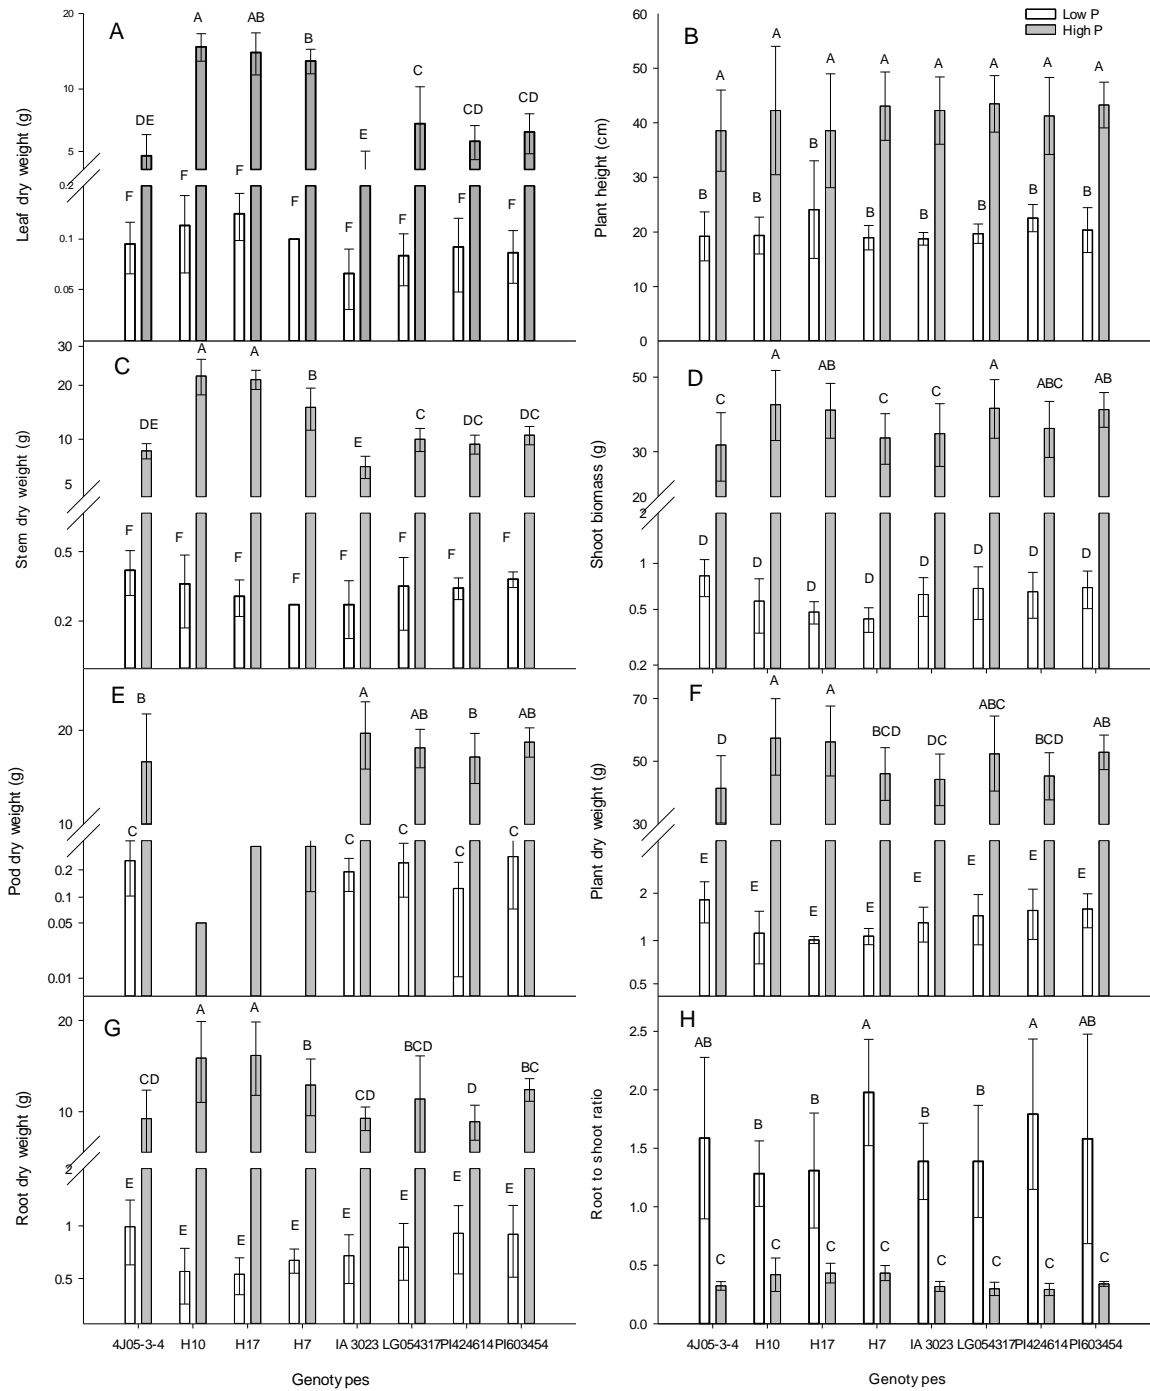 Low P
High P
A
Leaf dry weight (g)
20
10
5
0.2
0.1
0.05
DE
A
AB
B
E
C
CD
CD
F
F
F
F
F
F
F
F
B
Plant height (cm)
60
50
40
30
20
10
0
A
A
A
A
A
A
A
A
B
B
B
B
B
B
B
B
C
Stem dry weight (g)
30
20
10
5
0.5
0.2
DE
A
A
B
E
C
DC
DC
F
F
F
F
F
F
F
F
D
Shoot biomass (g)
50
30
20
2
1
0.5
0.2
C
A
AB
C
C
A
ABC
AB
D
D
D
D
D
D
D
D
E
Pod dry weight (g)
20
10
0.2
0.1
0.05
0.01
B
A
AB
B
AB
C
C
C
C
C
F
Plant dry weight (g)
70
50
30
2
1
0.5
D
A
A
BCD
DC
ABC
BCD
AB
E
E
E
E
E
E
E
E
G
Root dry weight (g)
20
10
2
1
0.5
CD
A
A
B
CD
BCD
D
BC
E
E
E
E
E
E
E
E
4J05-3-4 H10 H17 H7 IA 3023 LG054317 PI424614 PI603454
Genotypes
H
Root to shoot ratio
2.5
2.0
1.5
1.0
0.5
0.0
AB
B
B
A
B
B
A
AB
C
C
C
C
C
C
C
C
4J05-3-4 H10 H17 H7 IA 3023 LG054317 PI424614 PI603454
Genotypes